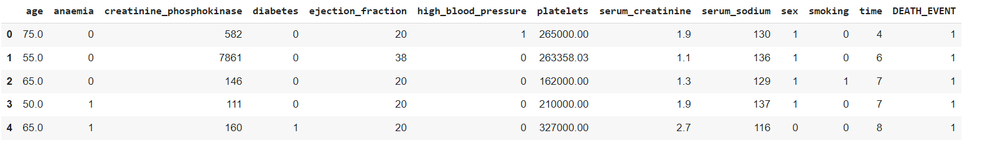 age anaemia creatinine_phosphokinase diabetes ejection_fraction high_blood_pressure platelets serum_creatinine serum_sodium sex smoking time DEATH_EVENT
0 75.0 0 582 0 20 1 265000.00 1.9 130 1 0 4 1
1 55.0 0 7861 0 38 0 263358.03 1.1 136 1 0 6 1
2 65.0 0 146 0 20 0 162000.00 1.3 129 1 1 7 1
3 50.0 1 111 0 20 0 210000.00 1.9 137 1 0 7 1
4 65.0 1 160 1 20 0 327000.00 2.7 116 0 0 8 1